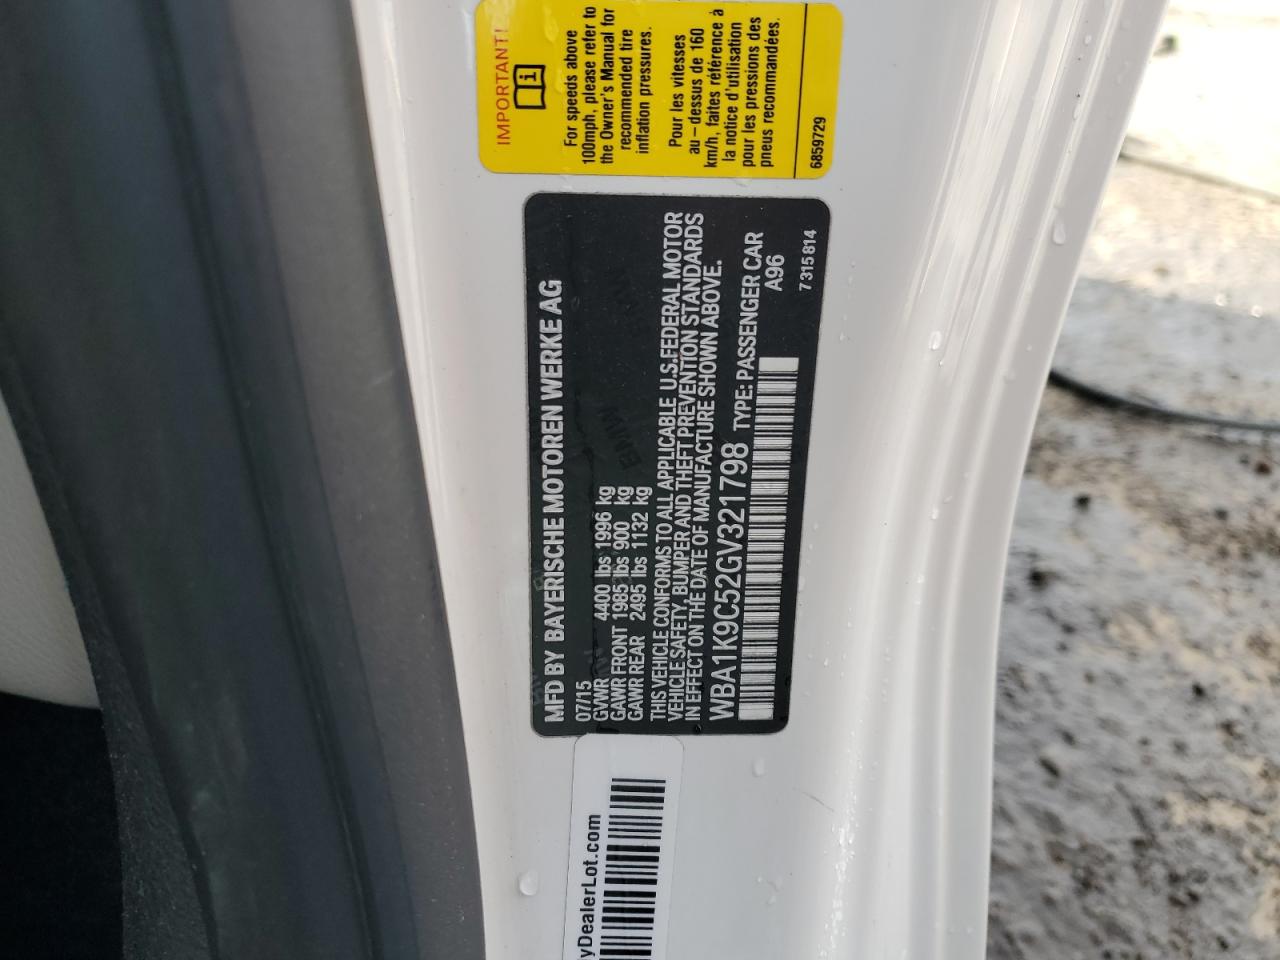 IMPORTANT!
For speeds above
100mph, please refer to
the Owner's Manual for
recommended tire
inflation pressures.
Pour les vitesses
au - dessus de 160
km/h, faites référence à
la notice d'utilisation
pour les pressions des
pneus recommandées.
6859729
MFD BY BAYERISCHE MOTOREN WERKE AG
07/15
GVWR 4400 lbs 1996 kg
GAWR FRONT 1985 lbs 900 kg
GAWR REAR 2495 lbs 1132 kg
THIS VEHICLE CONFORMS TO ALL APPLICABLE U.S.FEDERAL MOTOR
VEHICLE SAFETY, BUMPER AND THEFT PREVENTION STANDARDS
IN EFFECT ON THE DATE OF MANUFACTURE SHOWN ABOVE.
WBA1K9C52GV321798 TYPE: PASSENGER CAR
A96
7 315 814
yDealerLot.com